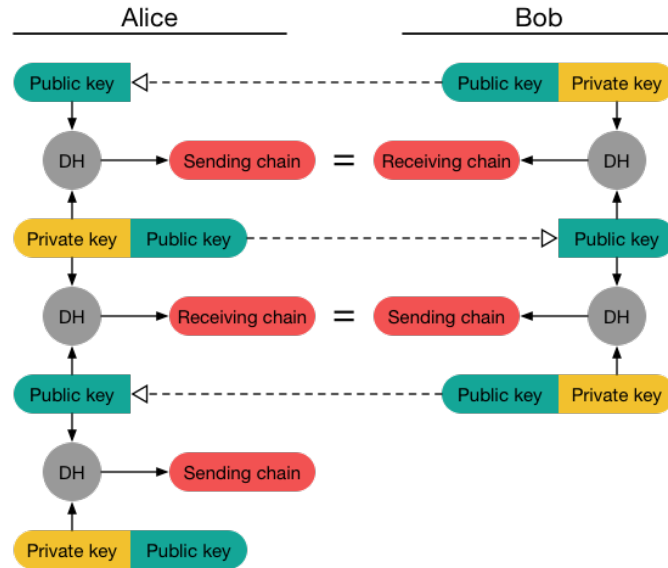 Alice Bob
Public key Public key Private key
DH Sending chain = Receiving chain DH
Private key Public key Public key
DH Receiving chain = Sending chain DH
Public key Public key Private key
DH Sending chain
Private key Public key